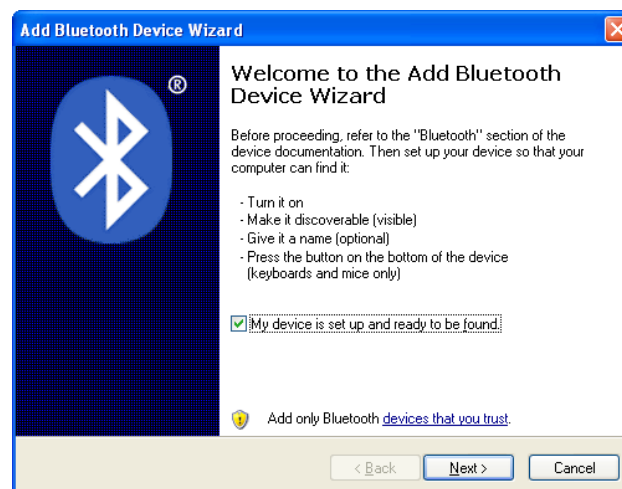 Add Bluetooth Device Wizard
®
Welcome to the Add Bluetooth
Device Wizard
Before proceeding, refer to the "Bluetooth" section of the
device documentation. Then set up your device so that your
computer can find it:
- Turn it on
- Make it discoverable (visible)
- Give it a name (optional)
- Press the button on the bottom of the device
(keyboards and mice only)
My device is set up and ready to be found.
Add only Bluetooth devices that you trust.
< Back Next > Cancel